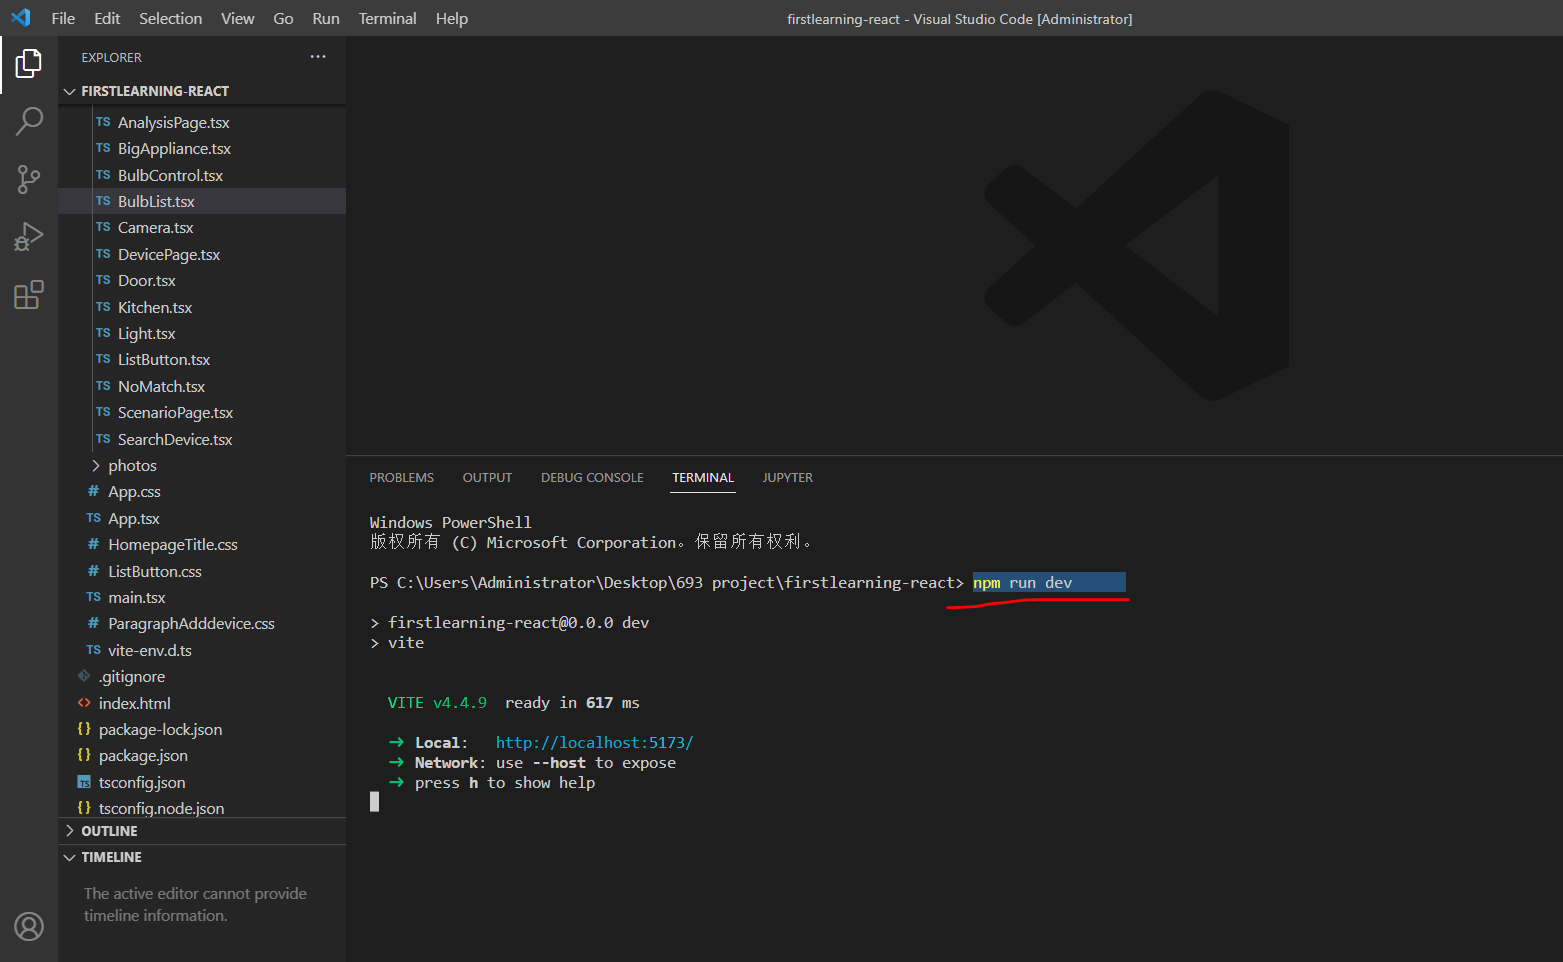 File Edit Selection View Go Run Terminal Help
firstlearning-react - Visual Studio Code [Administrator]
EXPLORER
FIRSTLEARNING-REACT
TS AnalysisPage.tsx
TS BigAppliance.tsx
TS BulbControl.tsx
TS BulbList.tsx
TS Camera.tsx
TS DevicePage.tsx
TS Door.tsx
TS Kitchen.tsx
TS Light.tsx
TS ListButton.tsx
TS NoMatch.tsx
TS ScenarioPage.tsx
TS SearchDevice.tsx
photos
# App.css
TS App.tsx
# HomepageTitle.css
# ListButton.css
TS main.tsx
# ParagraphAdddevice.css
TS vite-env.d.ts
.gitignore
<> index.html
{} package-lock.json
{} package.json
TS tsconfig.json
{} tsconfig.node.json
OUTLINE
TIMELINE
The active editor cannot provide
timeline information.
PROBLEMS OUTPUT DEBUG CONSOLE TERMINAL JUPYTER
Windows PowerShell
版权所有 (C) Microsoft Corporation。保留所有权利。
PS C:\Users\Administrator\Desktop\693 project\firstlearning-react> npm run dev
> firstlearning-react@0.0.0 dev
> vite
VITE v4.4.9 ready in 617 ms
➜ Local: http://localhost:5173/
➜ Network: use --host to expose
➜ press h to show help